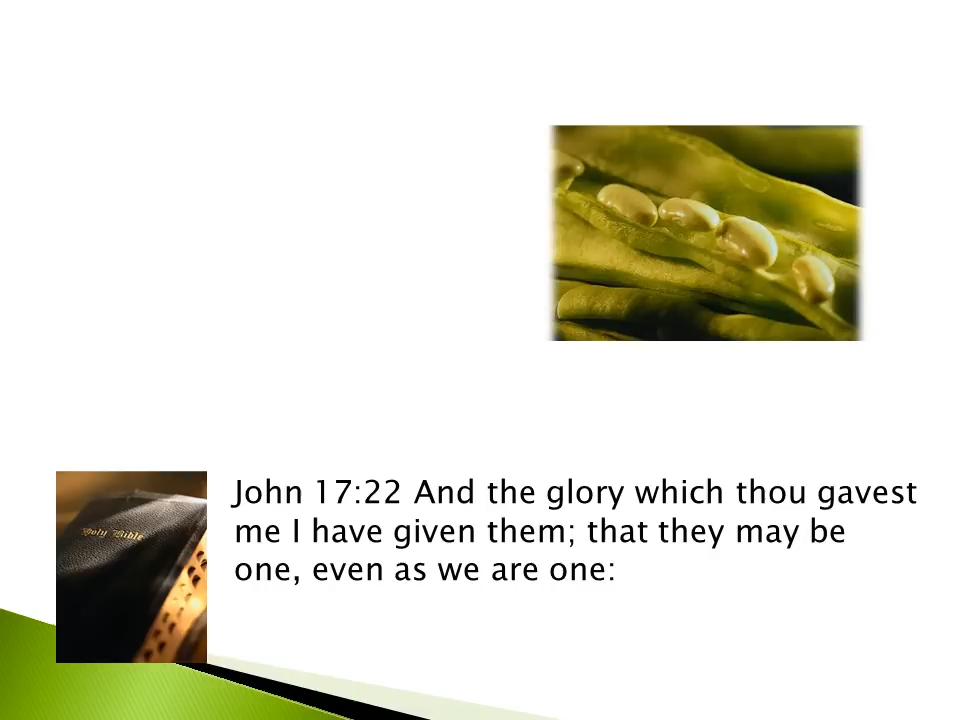 Holy Bible
John 17:22 And the glory which thou gavest
me I have given them; that they may be
one, even as we are one: